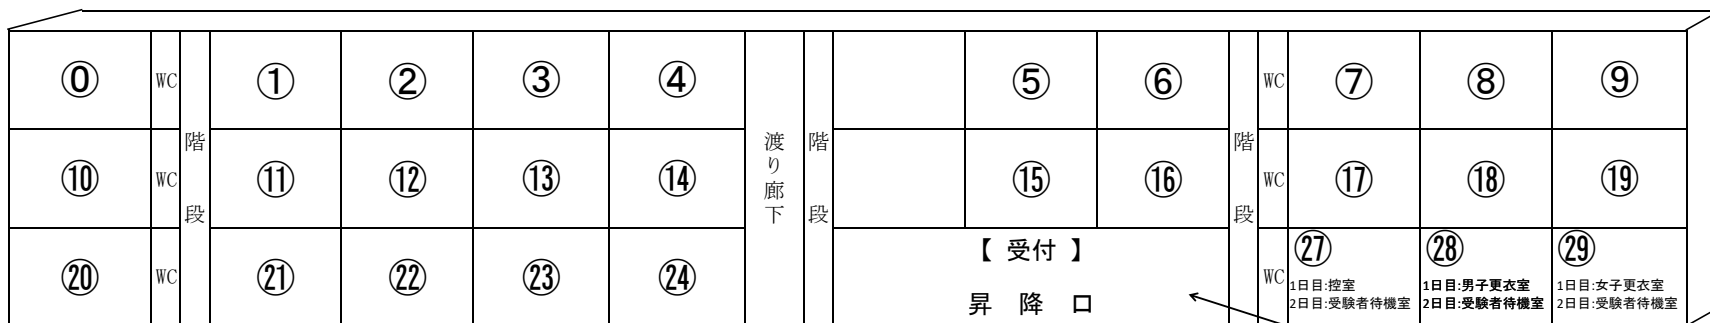 ⓪ WC ① ② ③ ④ ⑤ ⑥ WC ⑦ ⑧ ⑨
階段 渡り廊下 階段 階段
⑩ WC ⑪ ⑫ ⑬ ⑭ ⑮ ⑯ WC ⑰ ⑱ ⑲
⑳ WC ㉑ ㉒ ㉓ ㉔
【 受付 】
昇 降 口
WC
㉗
1日目:控室
2日目:受験者待機室
㉘
1日目:男子更衣室
2日目:受験者待機室
㉙
1日目:女子更衣室
2日目:受験者待機室